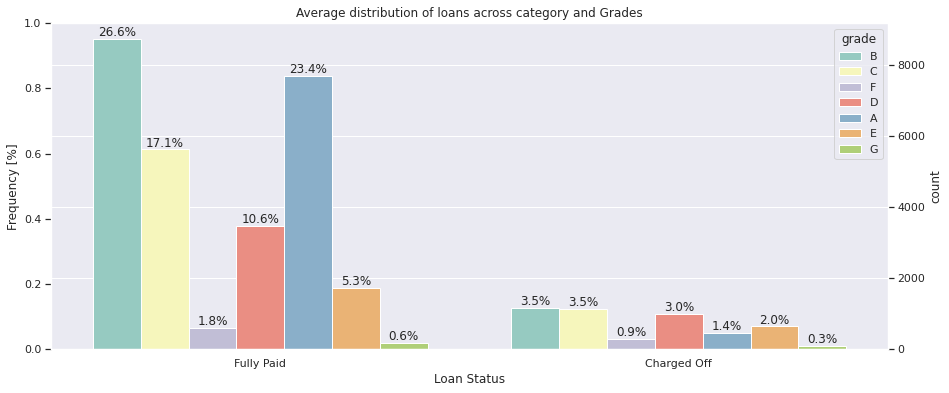 Average distribution of loans across category and Grades
1.0
0.8
0.6
0.4
0.2
0.0
Frequency [%]
26.6%
17.1%
1.8%
10.6%
23.4%
5.3%
0.6%
3.5%
3.5%
0.9%
3.0%
1.4%
2.0%
0.3%
grade
B
C
F
D
A
E
G
8000
6000
4000
2000
0
count
Fully Paid
Charged Off
Loan Status